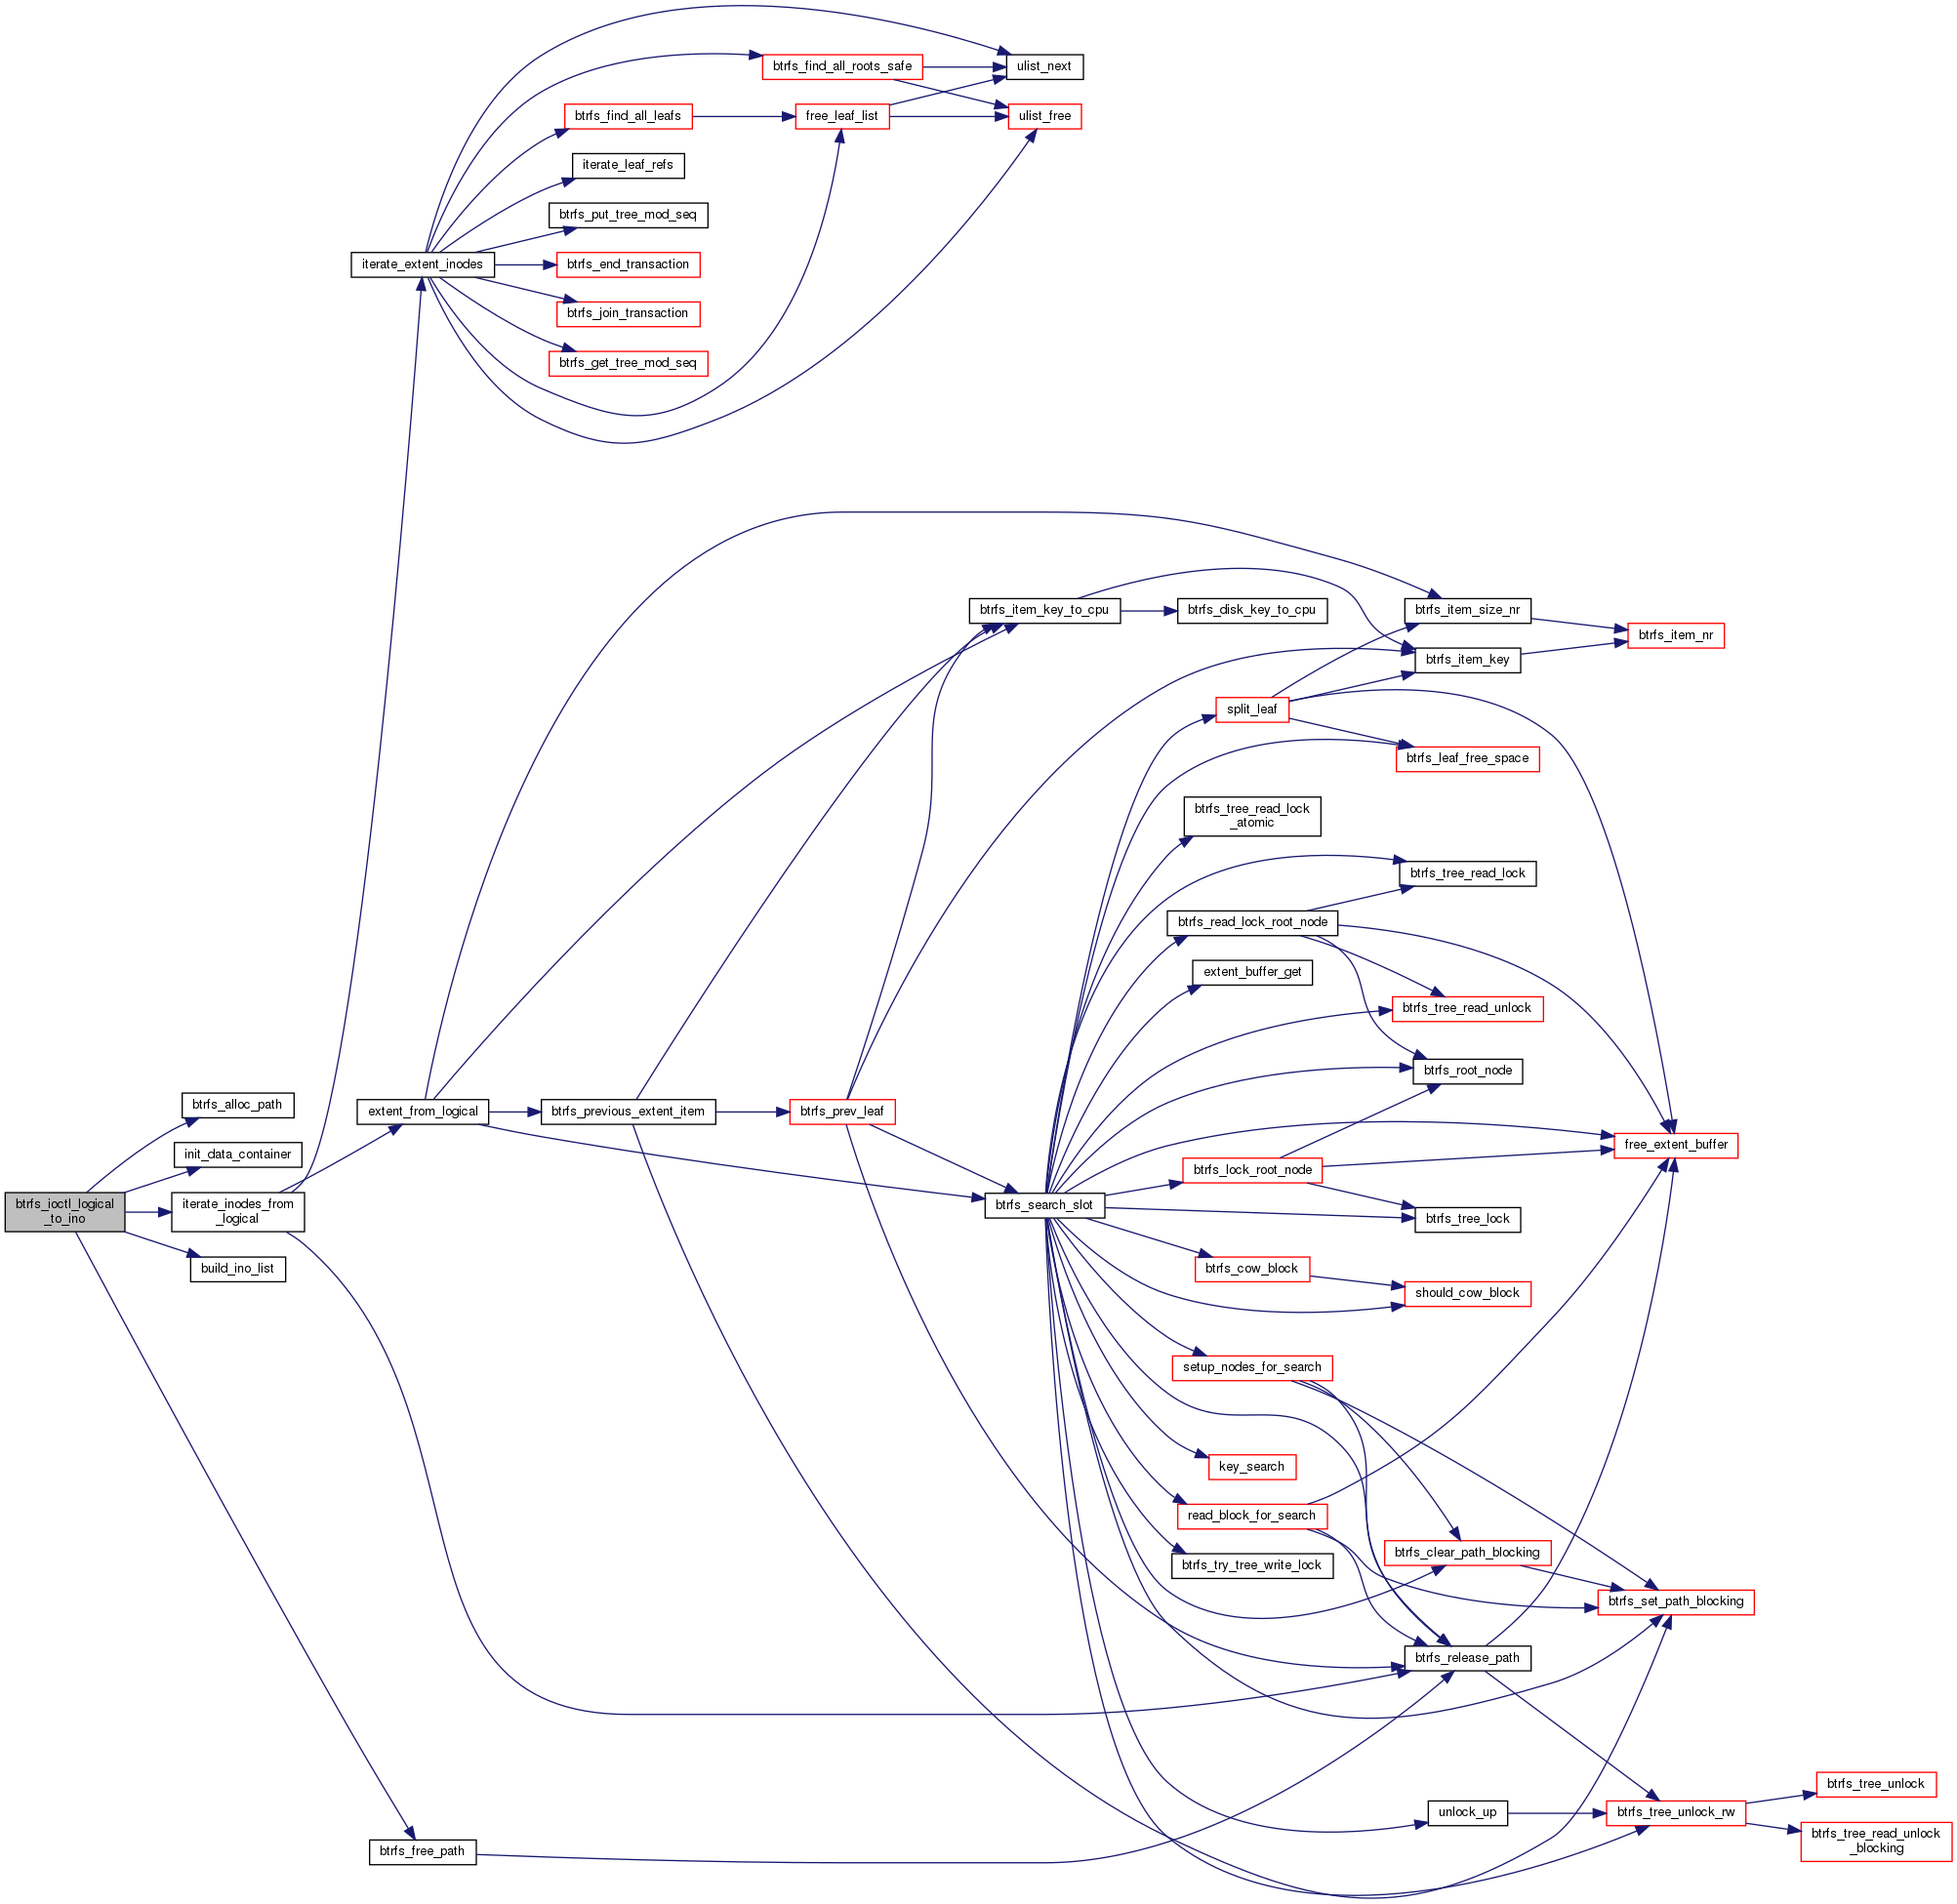 btrfs_find_all_roots_safe
ulist_next
btrfs_find_all_leafs
free_leaf_list
ulist_free
iterate_leaf_refs
btrfs_put_tree_mod_seq
iterate_extent_inodes
btrfs_end_transaction
btrfs_join_transaction
btrfs_get_tree_mod_seq
btrfs_item_key_to_cpu
btrfs_disk_key_to_cpu
btrfs_item_size_nr
btrfs_item_nr
btrfs_item_key
split_leaf
btrfs_leaf_free_space
btrfs_tree_read_lock
_atomic
btrfs_tree_read_lock
btrfs_read_lock_root_node
extent_buffer_get
btrfs_tree_read_unlock
btrfs_root_node
btrfs_alloc_path
extent_from_logical
btrfs_previous_extent_item
btrfs_prev_leaf
free_extent_buffer
init_data_container
btrfs_lock_root_node
btrfs_ioctl_logical
_to_ino
iterate_inodes_from
_logical
btrfs_search_slot
btrfs_tree_lock
build_ino_list
btrfs_cow_block
should_cow_block
setup_nodes_for_search
key_search
read_block_for_search
btrfs_try_tree_write_lock
btrfs_clear_path_blocking
btrfs_set_path_blocking
btrfs_release_path
btrfs_tree_unlock
unlock_up
btrfs_tree_unlock_rw
btrfs_tree_read_unlock
_blocking
btrfs_free_path